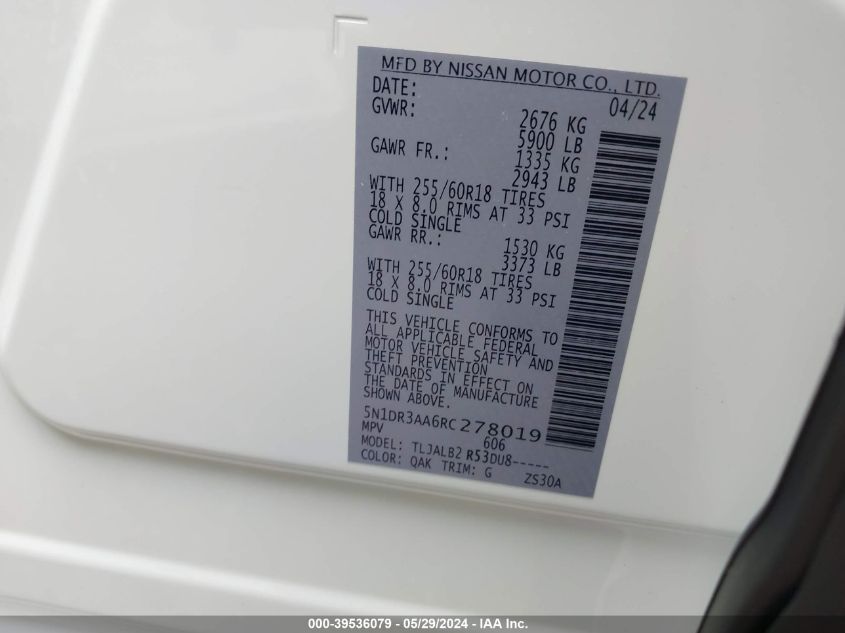 MFD BY NISSAN MOTOR CO., LTD.
DATE: 04/24
GVWR: 2676 KG
5900 LB
GAWR FR.: 1335 KG
2943 LB
WITH 255/60R18 TIRES
18 X 8.0 RIMS AT 33 PSI
COLD SINGLE
GAWR RR.: 1530 KG
3373 LB
WITH 255/60R18 TIRES
18 X 8.0 RIMS AT 33 PSI
COLD SINGLE
THIS VEHICLE CONFORMS TO
ALL APPLICABLE FEDERAL
MOTOR VEHICLE SAFETY AND
THEFT PREVENTION
STANDARDS IN EFFECT ON
THE DATE OF MANUFACTURE
SHOWN ABOVE.
5N1DR3AA6RC278019
MPV 606
MODEL: TLJALB2 R53DU8-----
COLOR: QAK TRIM: G ZS30A
000-39536079 - 05/29/2024 - IAA Inc.